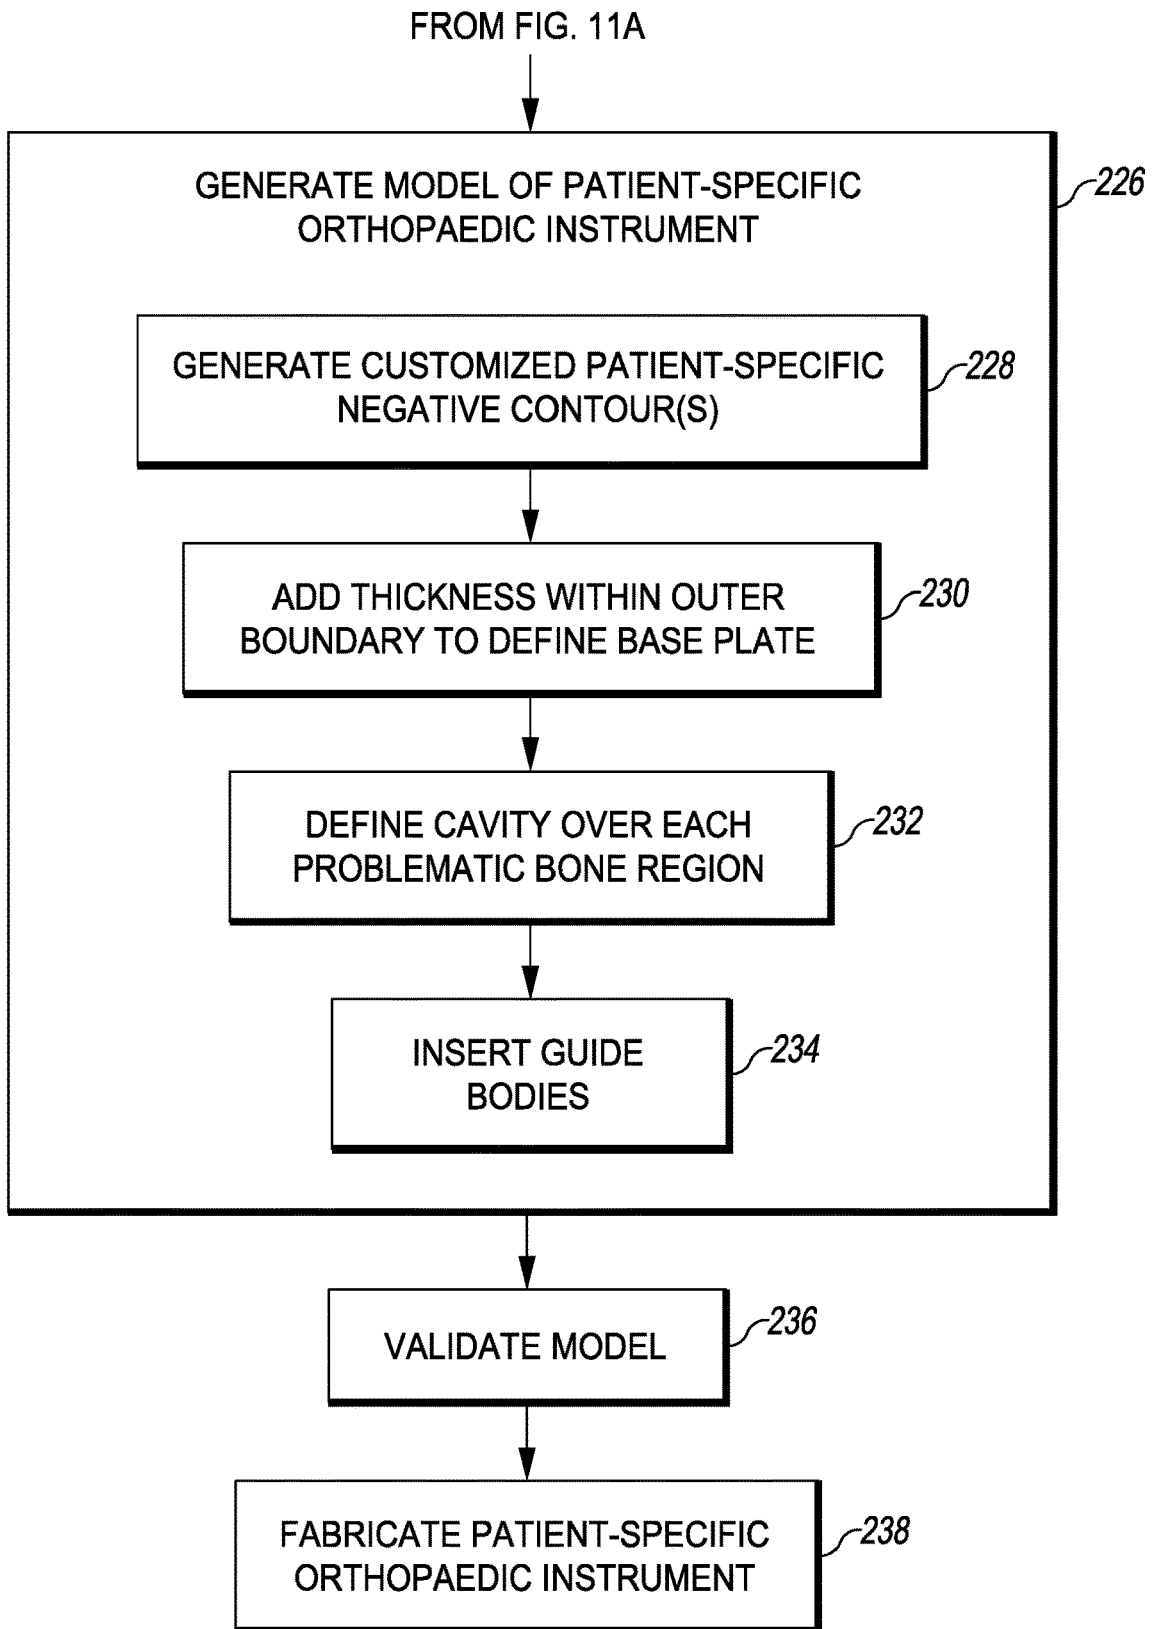 FROM FIG. 11A
GENERATE MODEL OF PATIENT-SPECIFIC
ORTHOPAEDIC INSTRUMENT
226
GENERATE CUSTOMIZED PATIENT-SPECIFIC
NEGATIVE CONTOUR(S)
228
ADD THICKNESS WITHIN OUTER
BOUNDARY TO DEFINE BASE PLATE
230
DEFINE CAVITY OVER EACH
PROBLEMATIC BONE REGION
232
INSERT GUIDE
BODIES
234
VALIDATE MODEL
236
FABRICATE PATIENT-SPECIFIC
ORTHOPAEDIC INSTRUMENT
238